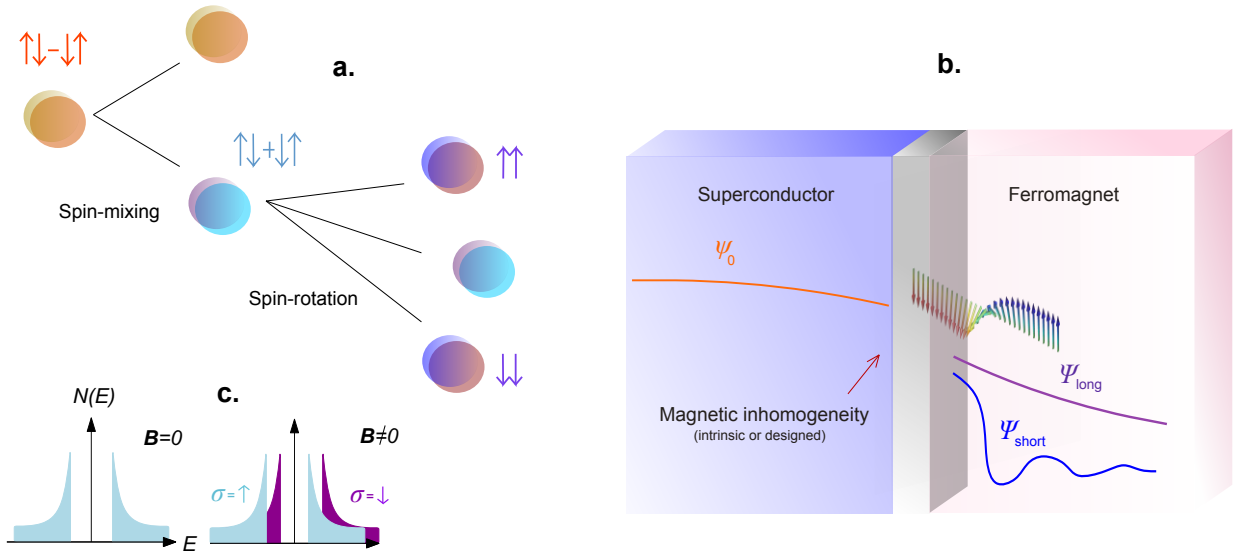 a.
↑↓−↓↑
Spin-mixing
↑↓+↓↑
Spin-rotation
↑↑
↓↓
b.
Superconductor
Ferromagnet
ψ₀
Ψlong
Ψshort
Magnetic inhomogeneity
(intrinsic or designed)
c.
N(E)
B=0
B≠0
σ=↑
σ=↓
E